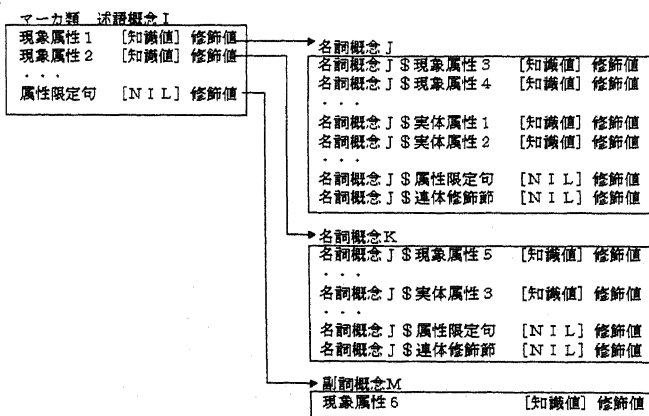 マーカ類 述語概念I
現象属性1 [知識値] 修飾値
現象属性2 [知識値] 修飾値
・・・
属性限定句 [NIL] 修飾値
名詞概念J
名詞概念J$現象属性3 [知識値] 修飾値
名詞概念J$現象属性4 [知識値] 修飾値
・・・
名詞概念J$実体属性1 [知識値] 修飾値
名詞概念J$実体属性2 [知識値] 修飾値
・・・
名詞概念J$属性限定句 [NIL] 修飾値
名詞概念J$連体修飾節 [NIL] 修飾値
名詞概念K
名詞概念J$現象属性5 [知識値] 修飾値
・・・
名詞概念J$実体属性3 [知識値] 修飾値
・・・
名詞概念J$属性限定句 [NIL] 修飾値
名詞概念J$連体修飾節 [NIL] 修飾値
副詞概念M
現象属性6 [知識値] 修飾値